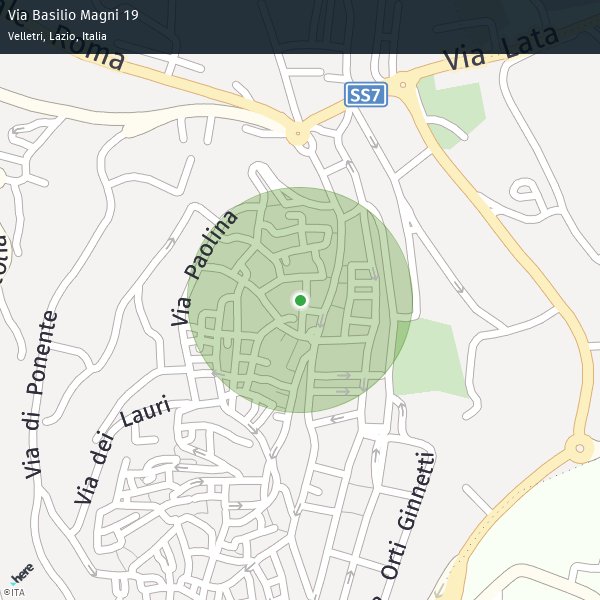 Via Basilio Magni 19
Velletri, Lazio, Italia
Roma
Via Lata
SS7
Via Paolina
Via di Ponente
Via dei Lauri
Orti Ginnetti
here
©ITA